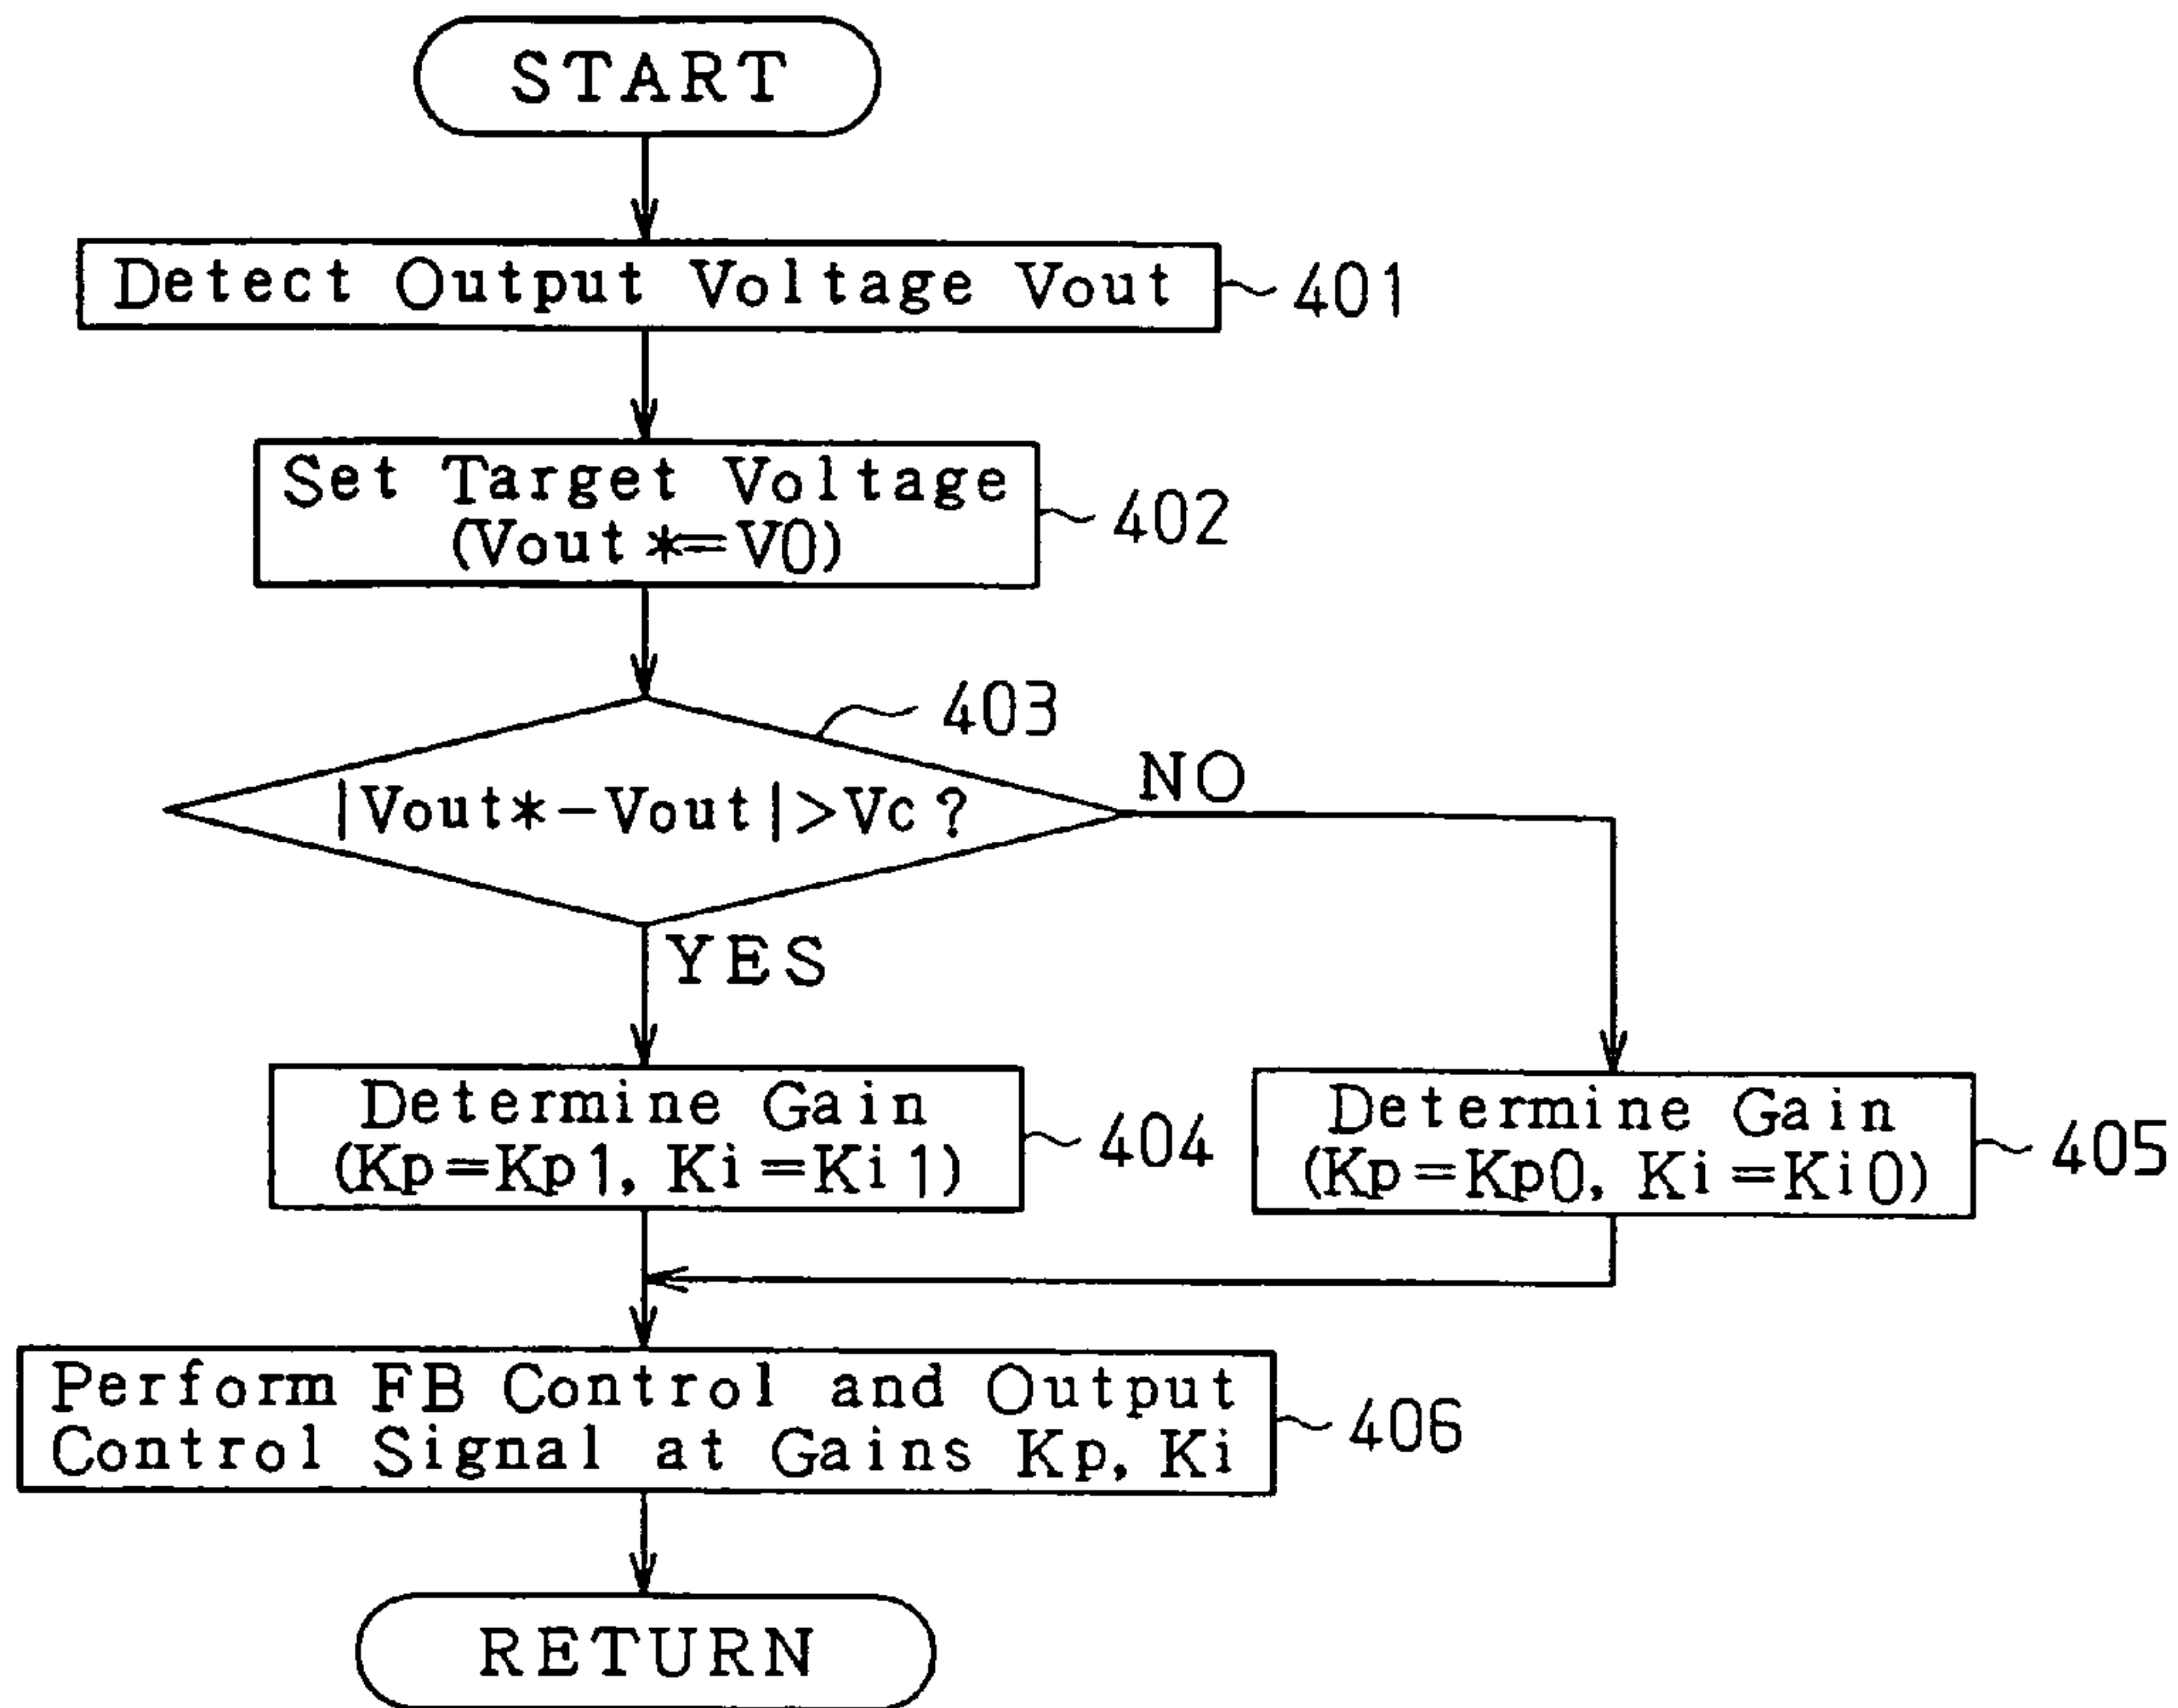 START
Detect Output Voltage Vout
401
Set Target Voltage
(Vout*=V0)
402
403
|Vout*-Vout|>Vc?
NO
YES
Determine Gain
(Kp=Kp1, Ki=Ki1)
404
Determine Gain
(Kp=Kp0, Ki=Ki0)
405
Perform FB Control and Output
Control Signal at Gains Kp, Ki
406
RETURN